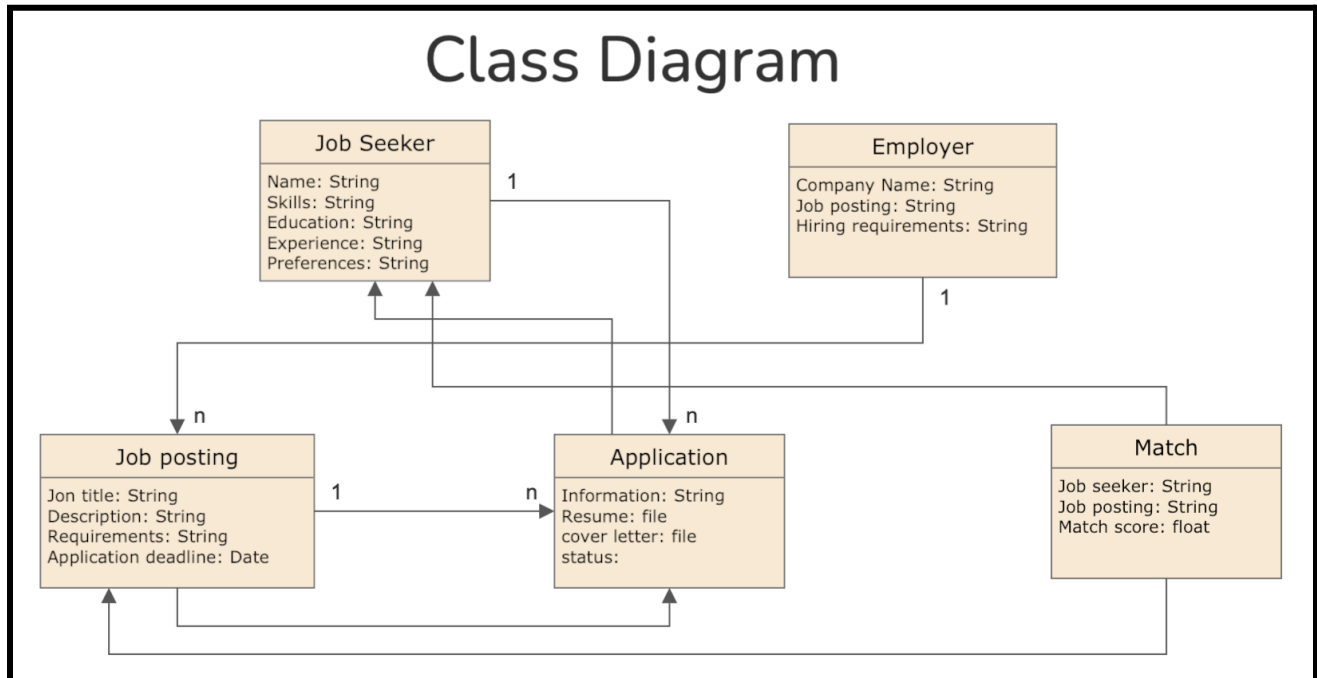 Class Diagram
Job Seeker
Name: String
Skills: String
Education: String
Experience: String
Preferences: String
1
Employer
Company Name: String
Job posting: String
Hiring requirements: String
1
n
Job posting
Jon title: String
Description: String
Requirements: String
Application deadline: Date
1
n
n
Application
Information: String
Resume: file
cover letter: file
status:
Match
Job seeker: String
Job posting: String
Match score: float